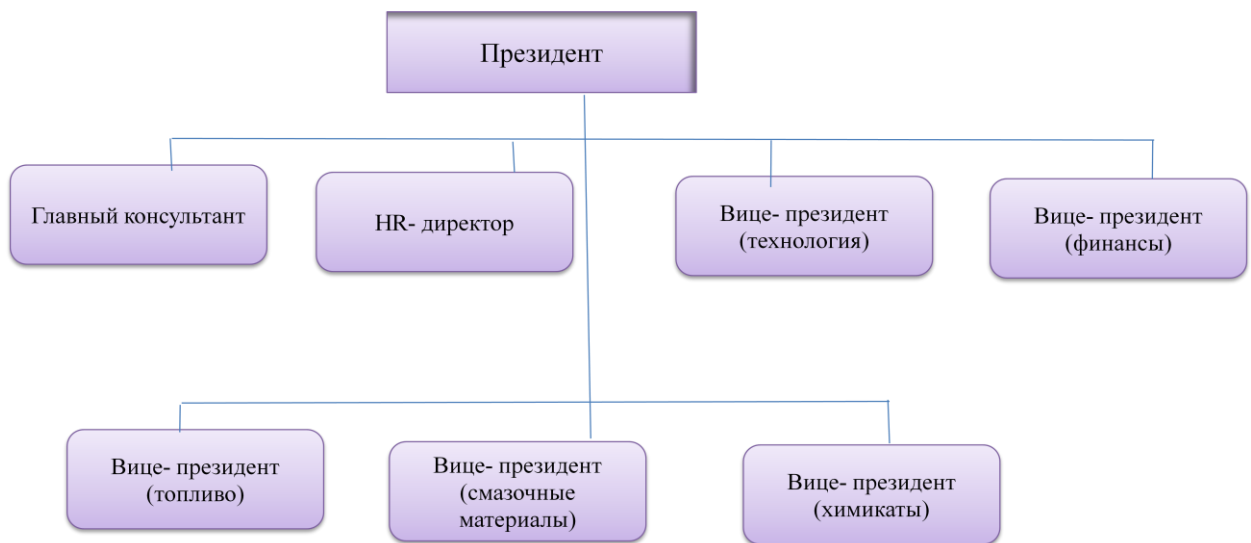 Президент
Главный консультант
HR- директор
Вице- президент
(технология)
Вице- президент
(финансы)
Вице- президент
(топливо)
Вице- президент
(смазочные
материалы)
Вице- президент
(химикаты)